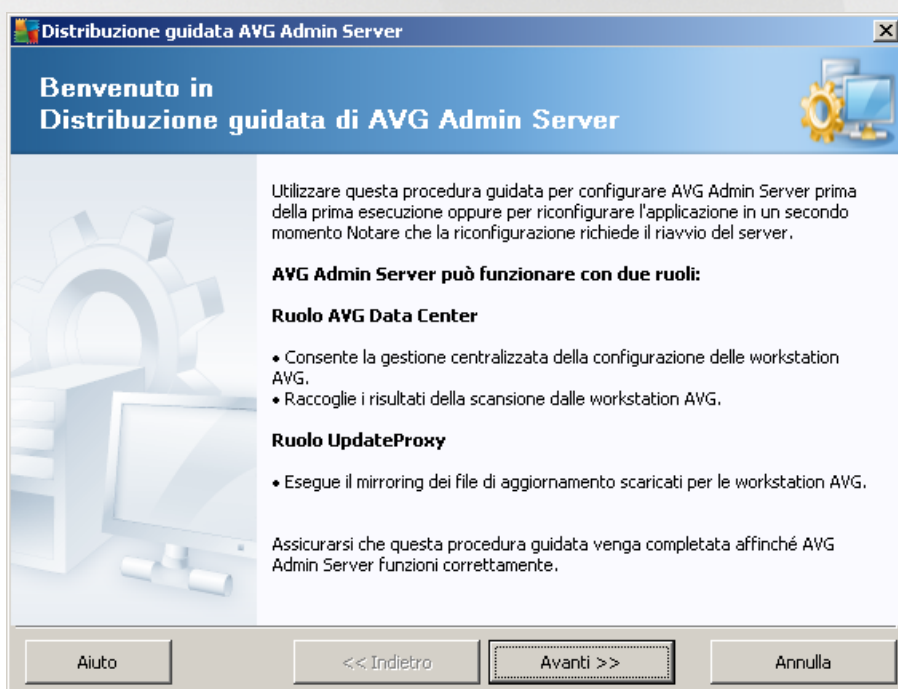 Distribuzione guidata AVG Admin Server
Benvenuto in
Distribuzione guidata di AVG Admin Server
Utilizzare questa procedura guidata per configurare AVG Admin Server prima
della prima esecuzione oppure per riconfigurare l'applicazione in un secondo
momento Notare che la riconfigurazione richiede il riavvio del server.
AVG Admin Server può funzionare con due ruoli:
Ruolo AVG Data Center
• Consente la gestione centralizzata della configurazione delle workstation
AVG.
• Raccoglie i risultati della scansione dalle workstation AVG.
Ruolo UpdateProxy
• Esegue il mirroring dei file di aggiornamento scaricati per le workstation AVG.
Assicurarsi che questa procedura guidata venga completata affinché AVG
Admin Server funzioni correttamente.
Aiuto
<< Indietro
Avanti >>
Annulla